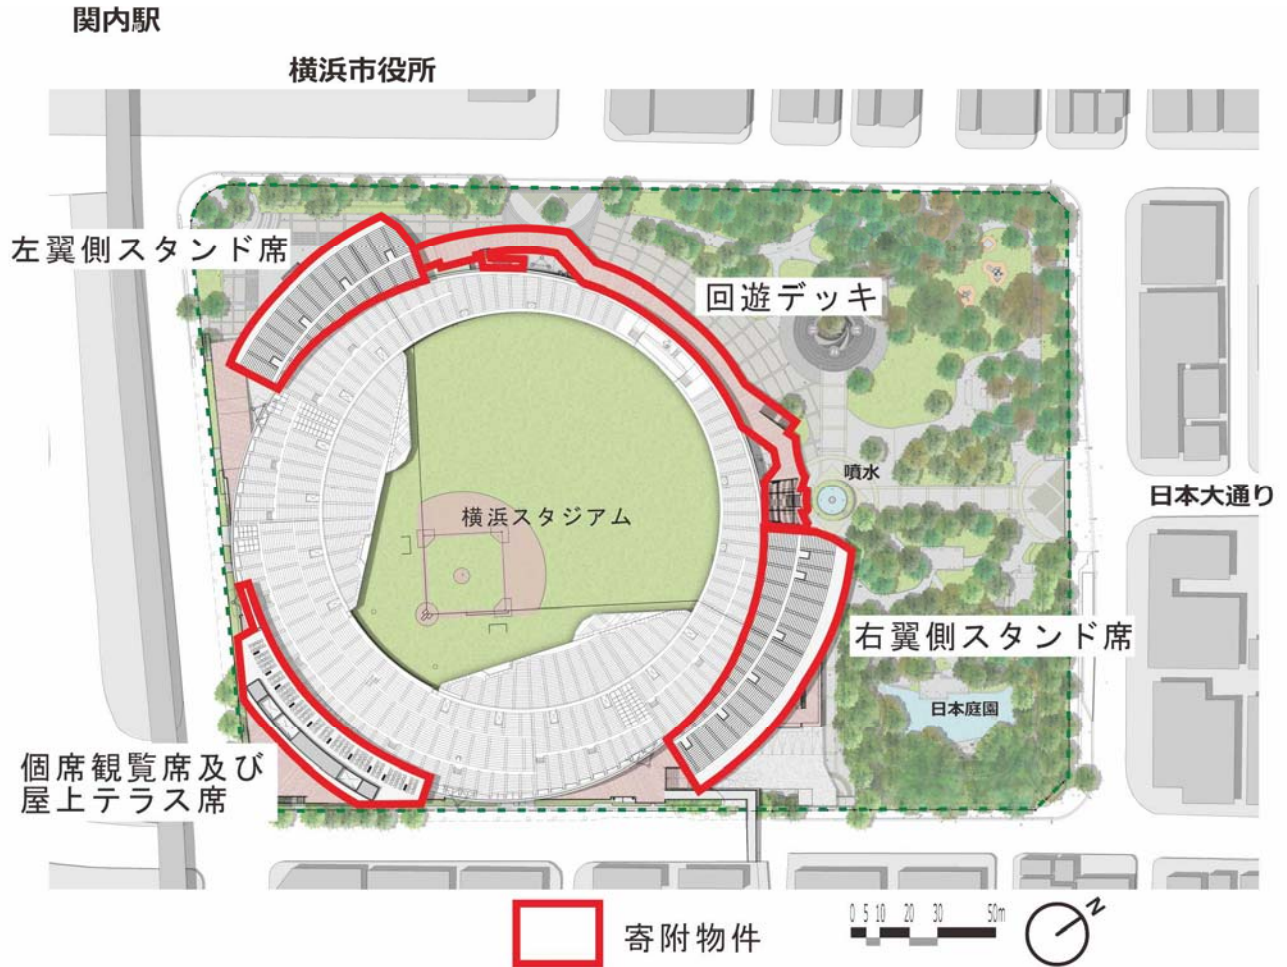 関内駅
横浜市役所
左翼側スタンド席
回遊デッキ
噴水
日本大通り
横浜スタジアム
右翼側スタンド席
日本庭園
個席観覧席及び
屋上テラス席
寄附物件
0 5 10 20 30 50m
N